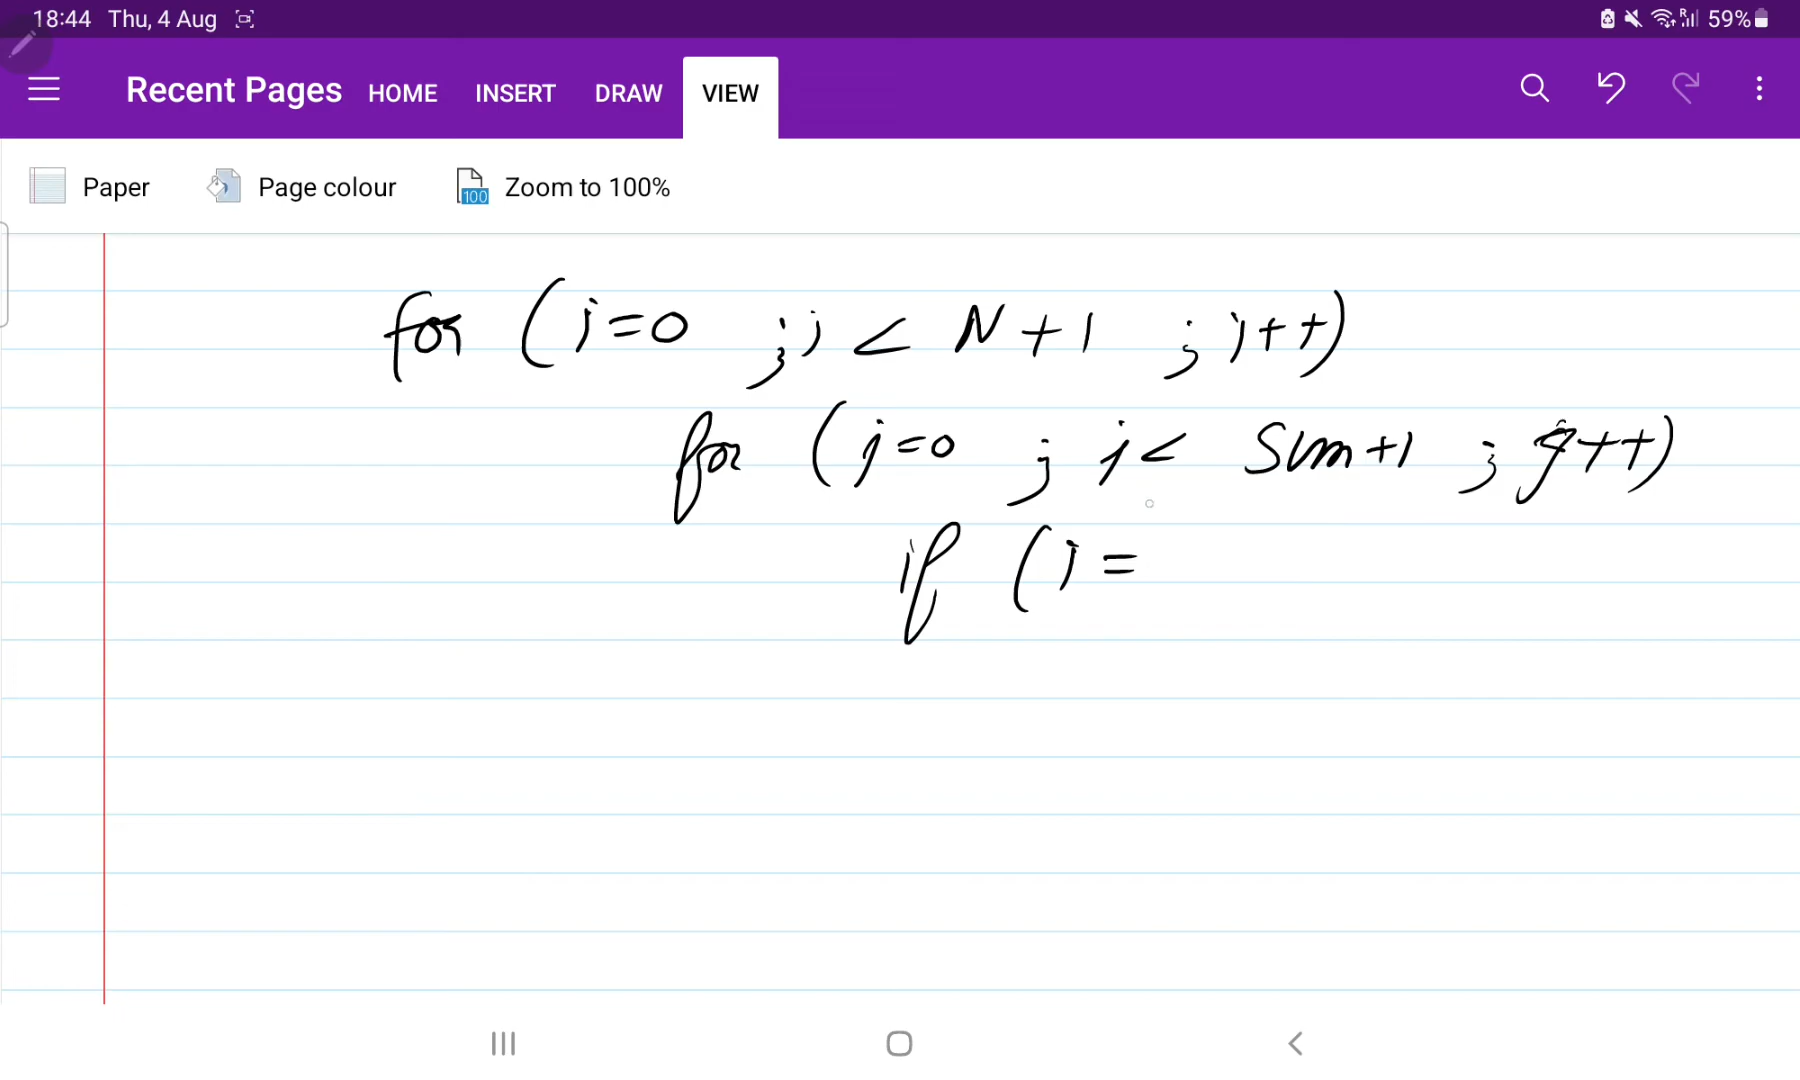 18:44 Thu, 4 Aug 59%
Recent Pages HOME INSERT DRAW VIEW
Paper Page colour 100 Zoom to 100%
for (i=0 ; i < N+1 ; i++)
for (j=0 ; j < Sum+1 ; j++)
if (i =